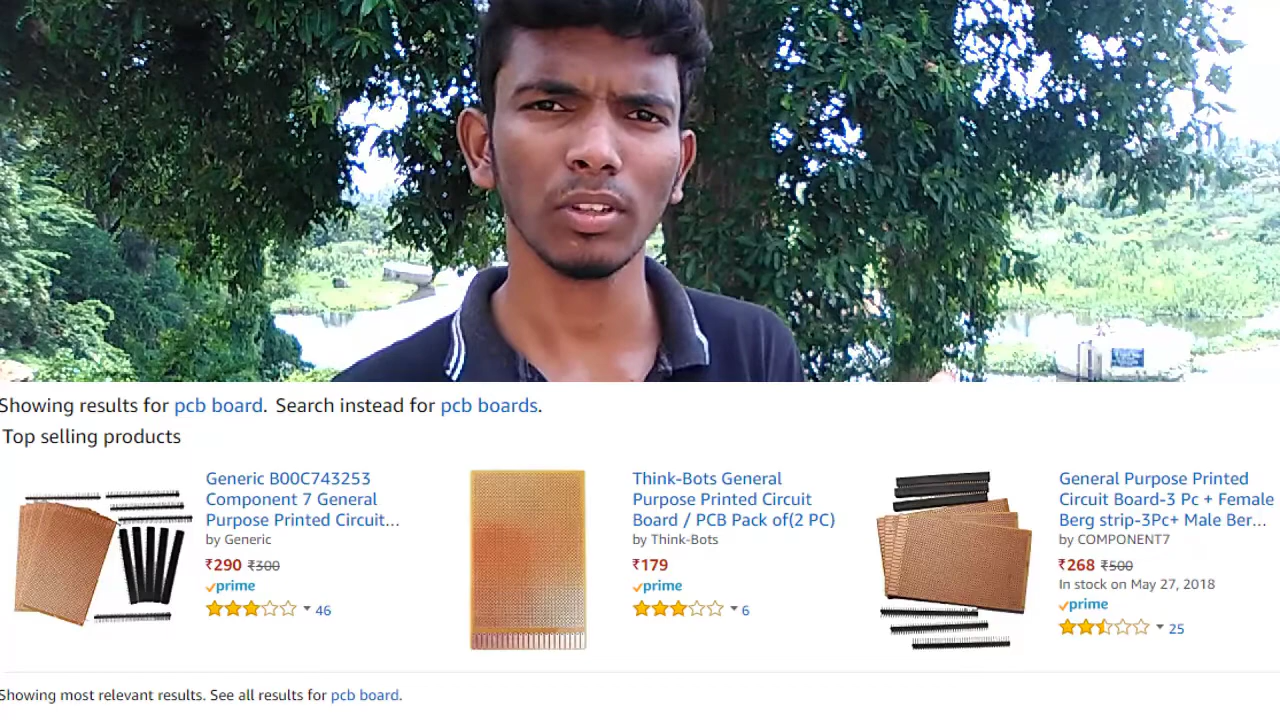 Showing results for pcb board. Search instead for pcb boards.
Top selling products
Generic B00C743253
Component 7 General
Purpose Printed Circuit...
by Generic
₹290 ₹300
prime
46
Think-Bots General
Purpose Printed Circuit
Board / PCB Pack of(2 PC)
by Think-Bots
₹179
prime
6
General Purpose Printed
Circuit Board-3 Pc + Female
Berg strip-3Pc+ Male Ber...
by COMPONENT7
₹268 ₹500
In stock on May 27, 2018
prime
25
Showing most relevant results. See all results for pcb board.